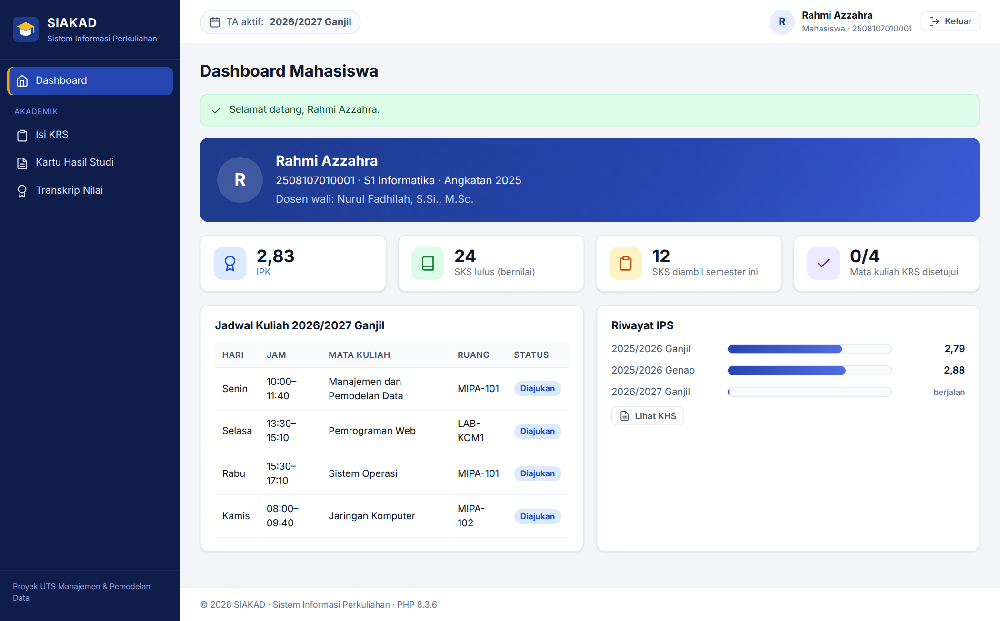 SIAKAD
Sistem Informasi Perkuliahan
Dashboard
AKADEMIK
Isi KRS
Kartu Hasil Studi
Transkrip Nilai
Proyek UTS Manajemen & Pemodelan
Data
TA aktif: 2026/2027 Ganjil
R
Rahmi Azzahra
Mahasiswa · 2508107010001
Keluar
Dashboard Mahasiswa
Selamat datang, Rahmi Azzahra.
R
Rahmi Azzahra
2508107010001 · S1 Informatika · Angkatan 2025
Dosen wali: Nurul Fadhilah, S.Si., M.Sc.
2,83
IPK
24
SKS lulus (bernilai)
12
SKS diambil semester ini
0/4
Mata kuliah KRS disetujui
Jadwal Kuliah 2026/2027 Ganjil
HARI JAM MATA KULIAH RUANG STATUS
Senin 10:00–11:40 Manajemen dan Pemodelan Data MIPA-101 Diajukan
Selasa 13:30–15:10 Pemrograman Web LAB-KOM1 Diajukan
Rabu 15:30–17:10 Sistem Operasi MIPA-101 Diajukan
Kamis 08:00–09:40 Jaringan Komputer MIPA-102 Diajukan
Riwayat IPS
2025/2026 Ganjil 2,79
2025/2026 Genap 2,88
2026/2027 Ganjil berjalan
Lihat KHS
© 2026 SIAKAD · Sistem Informasi Perkuliahan · PHP 8.3.6